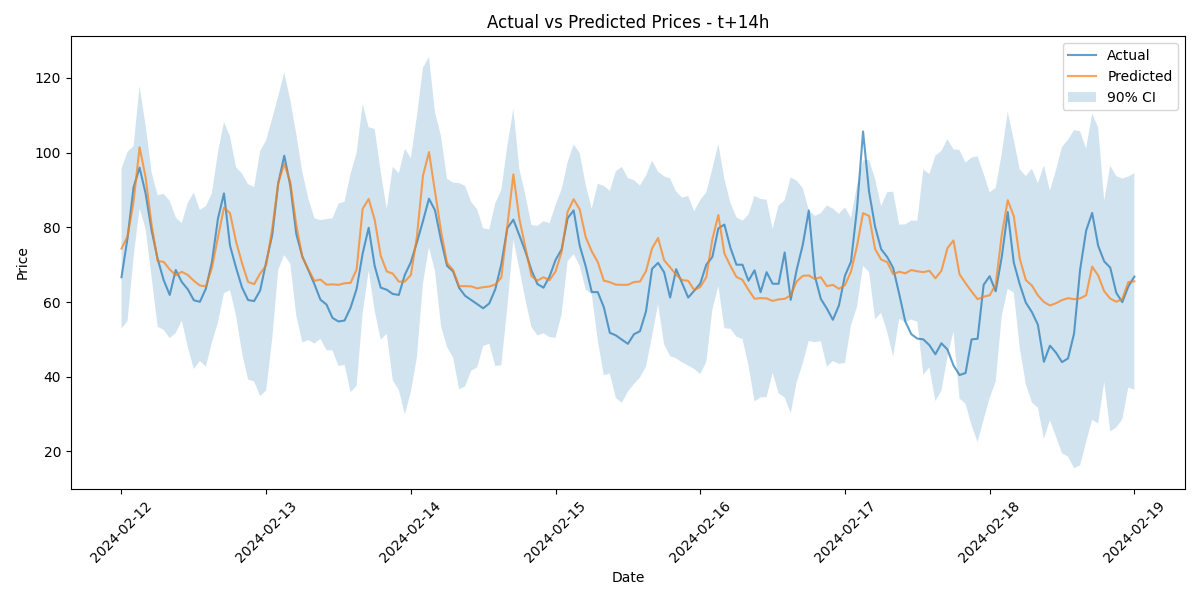 Actual vs Predicted Prices - t+14h
Actual
Predicted
90% CI
Price
120
100
80
60
40
20
2024-02-12
2024-02-13
2024-02-14
2024-02-15
2024-02-16
2024-02-17
2024-02-18
2024-02-19
Date